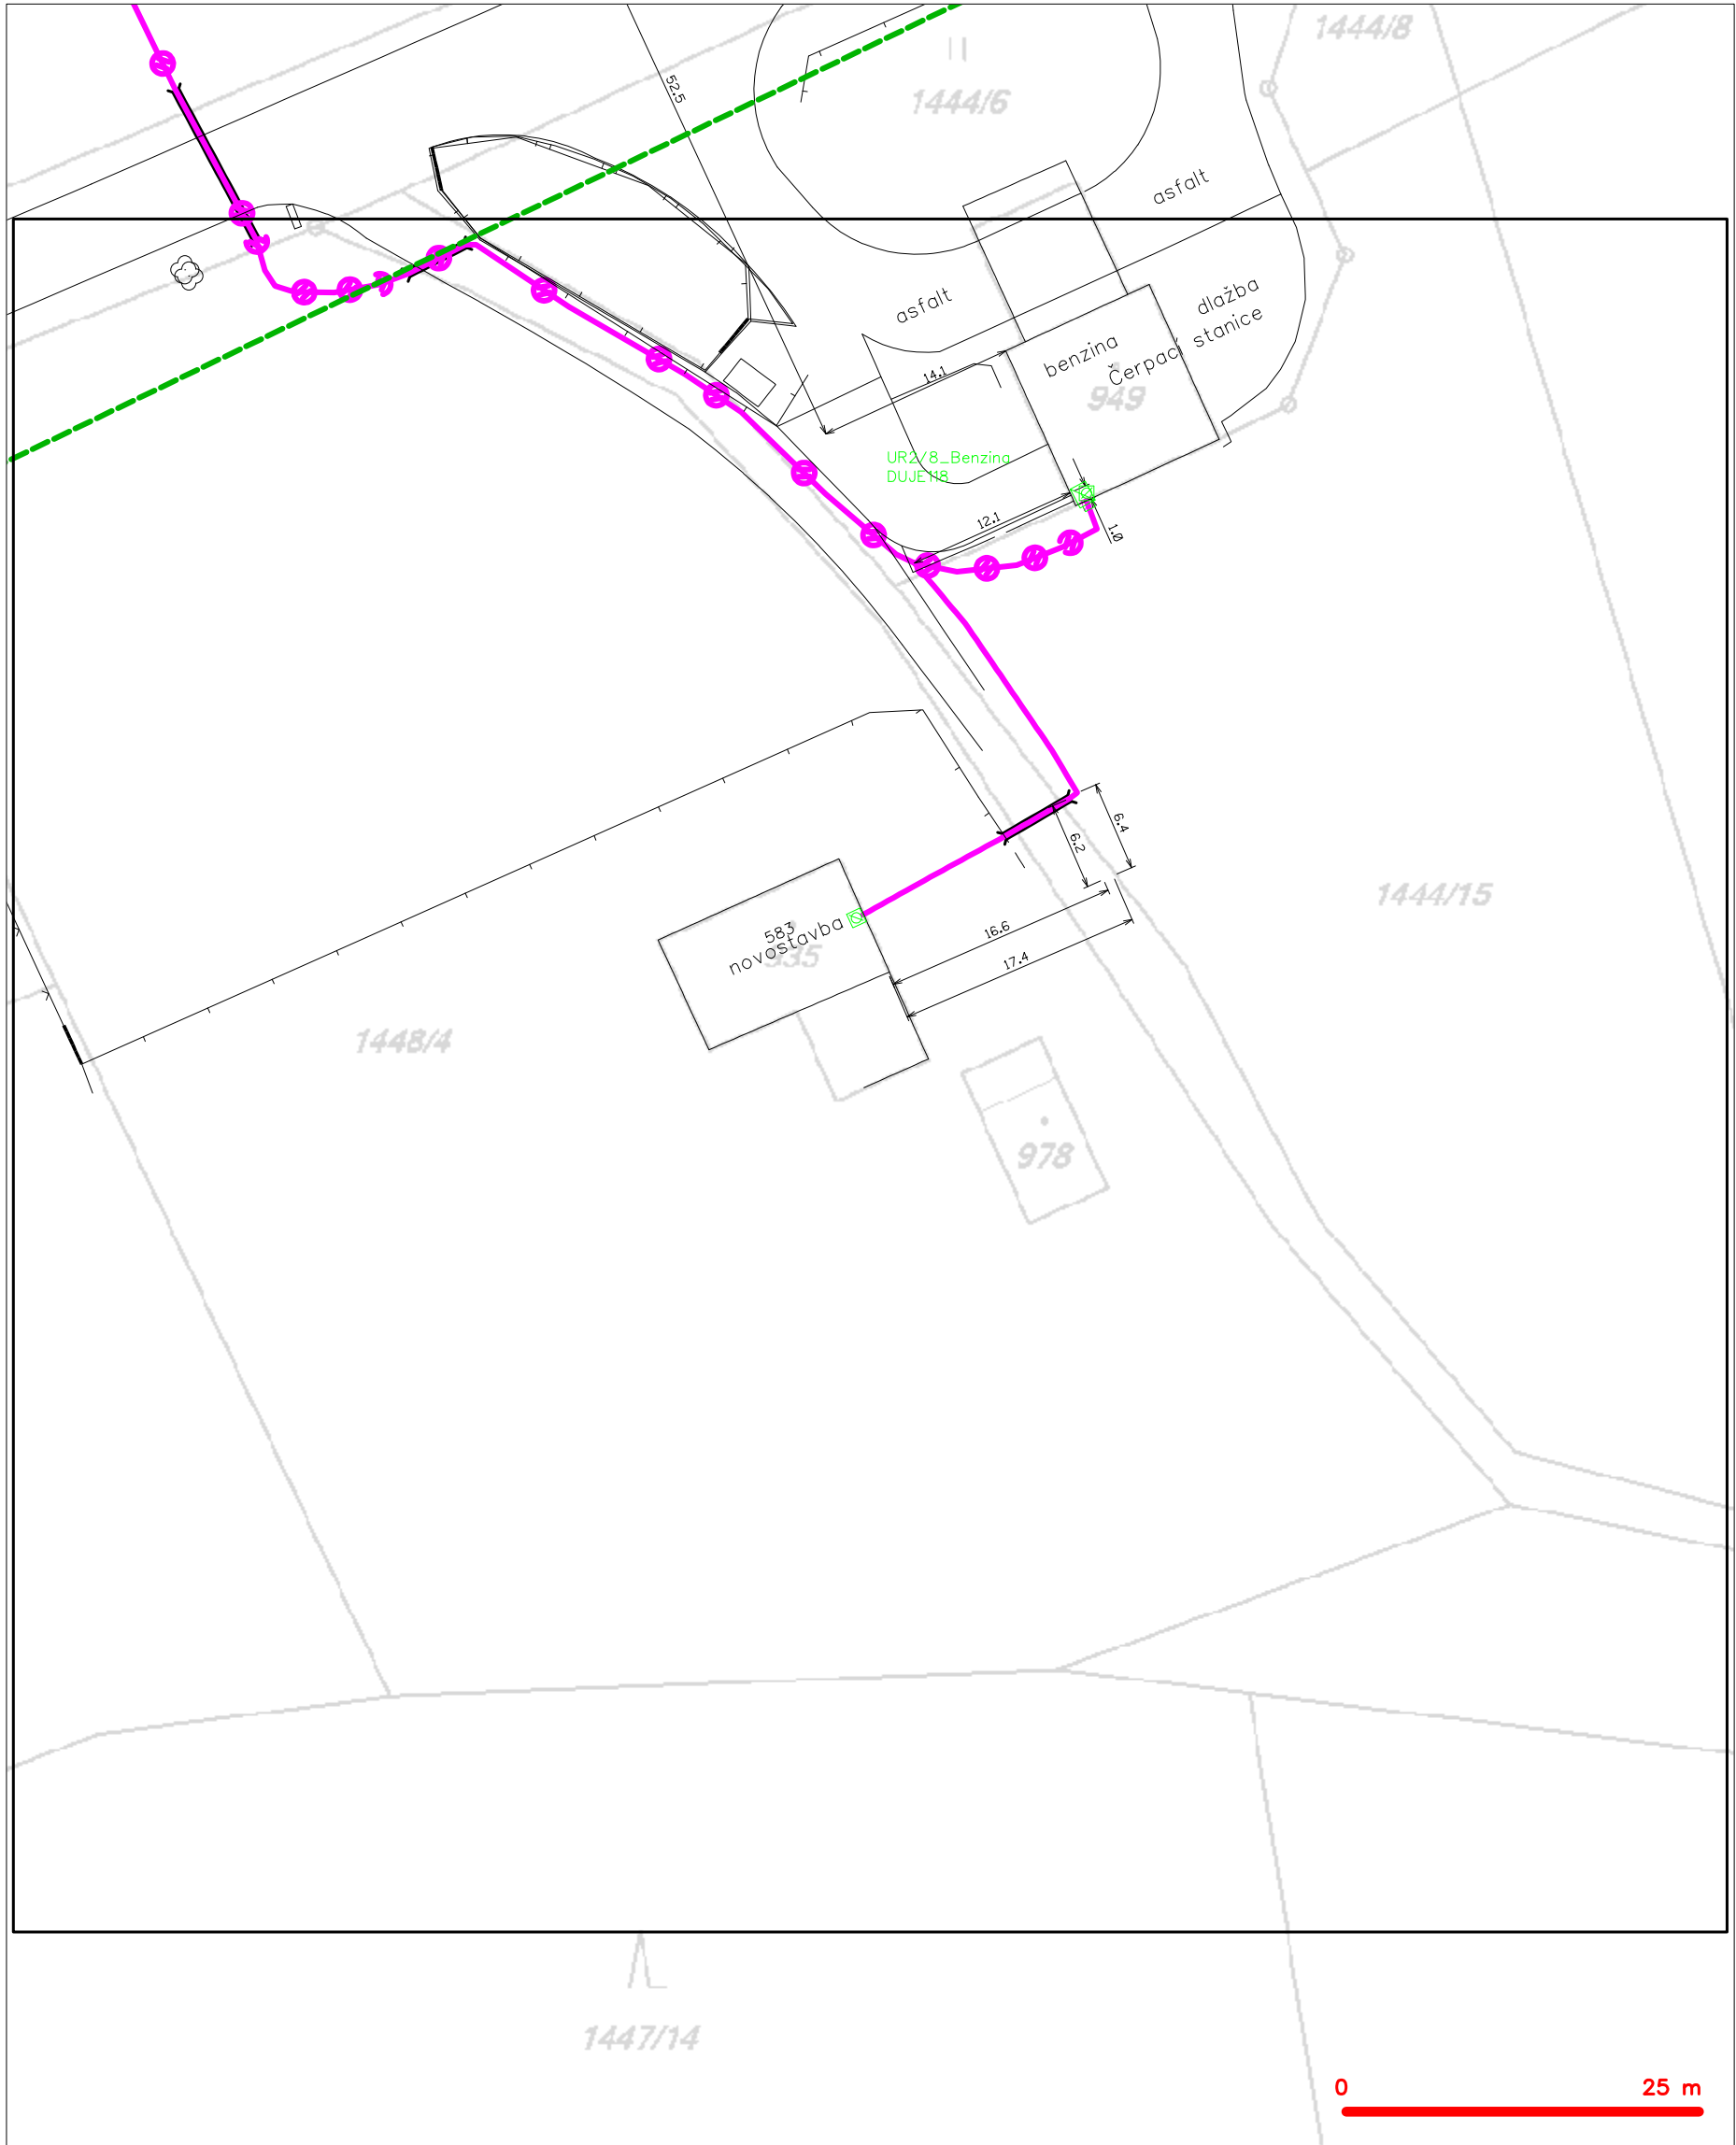 1444/8
52.5
1444/6
asfalt
asfalt
dlažba
benzina
Čerpací stanice
14.1
949
UR2/8_Benzina
DUJE118
12.1
1.0
6.4
6.2
1444/15
583
novostavba
16.6
17.4
1448/4
978
1447/14
0 25 m